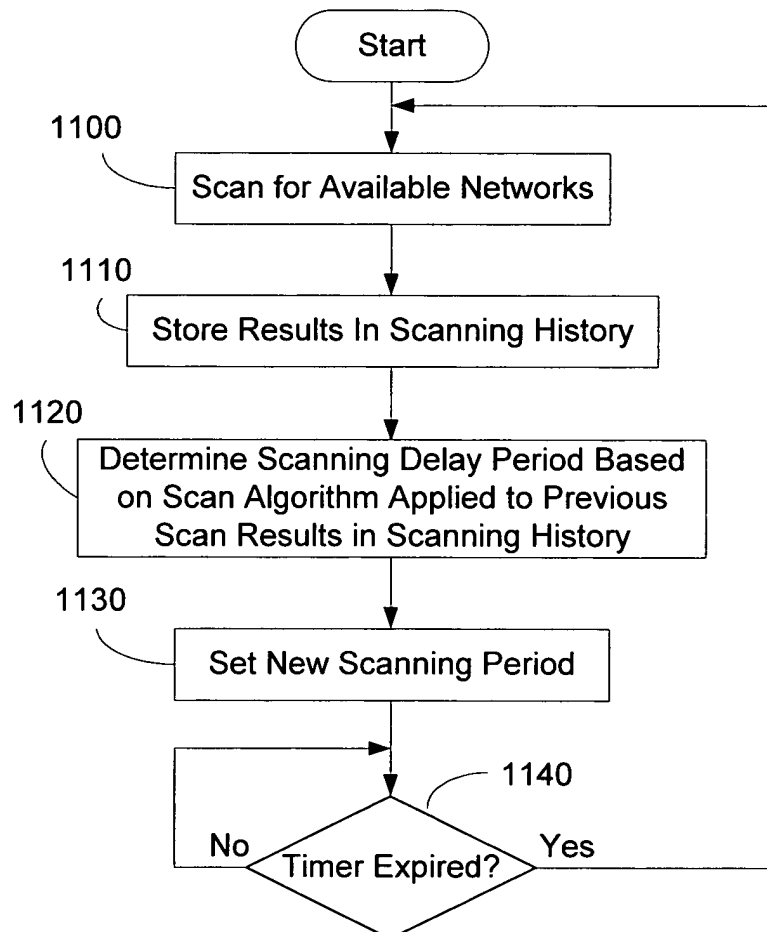 Start
1100
Scan for Available Networks
1110
Store Results In Scanning History
1120
Determine Scanning Delay Period Based
on Scan Algorithm Applied to Previous
Scan Results in Scanning History
1130
Set New Scanning Period
1140
No
Timer Expired?
Yes